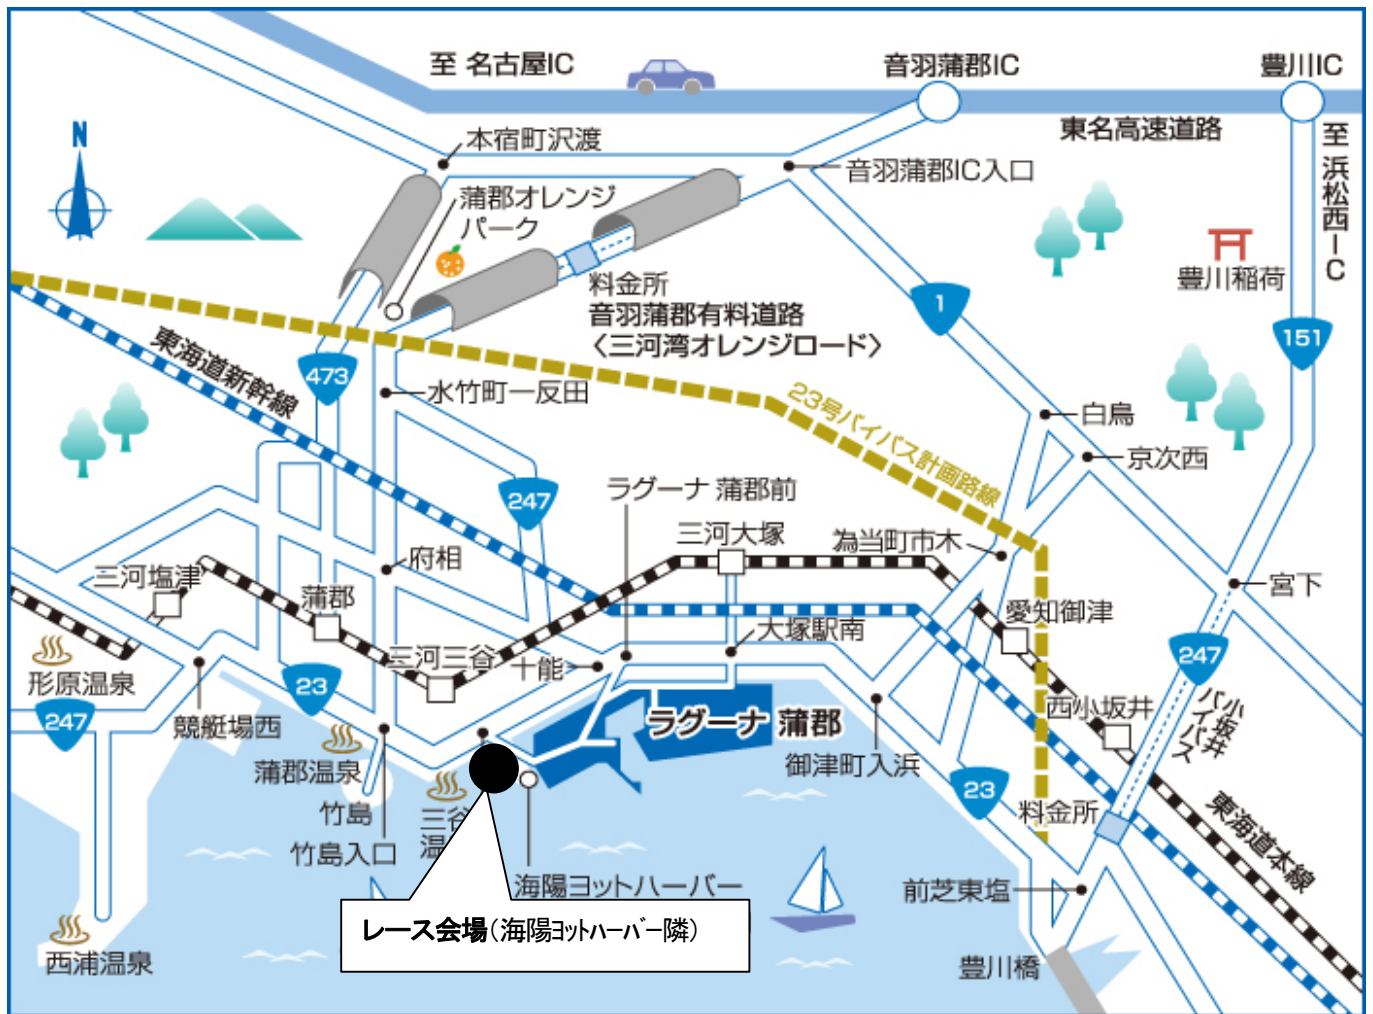 至 名古屋IC
音羽蒲郡IC
豊川IC
東名高速道路
至 浜松西IC
N
本宿町沢渡
音羽蒲郡IC入口
蒲郡オレンジ
パーク
料金所
音羽蒲郡有料道路
〈三河湾オレンジロード〉
豊川稲荷
1
151
東海道新幹線
473
水竹町一反田
23号バイパス計画路線
白鳥
京次西
247
ラグーナ 蒲郡前
三河大塚
為当町市木
府相
三河塩津
蒲郡
宮下
愛知御津
大塚駅南
三河三谷
十能
形原温泉
23
247
247
小坂井
バイパス
西小坂井
競艇場西
ラグーナ 蒲郡
御津町入浜
蒲郡温泉
23
料金所
竹島
三谷
温
竹島入口
東海道本線
海陽ヨットハーバー
前芝東塩
レース会場(海陽ﾖｯﾄﾊｰﾊﾞｰ隣)
西浦温泉
豊川橋